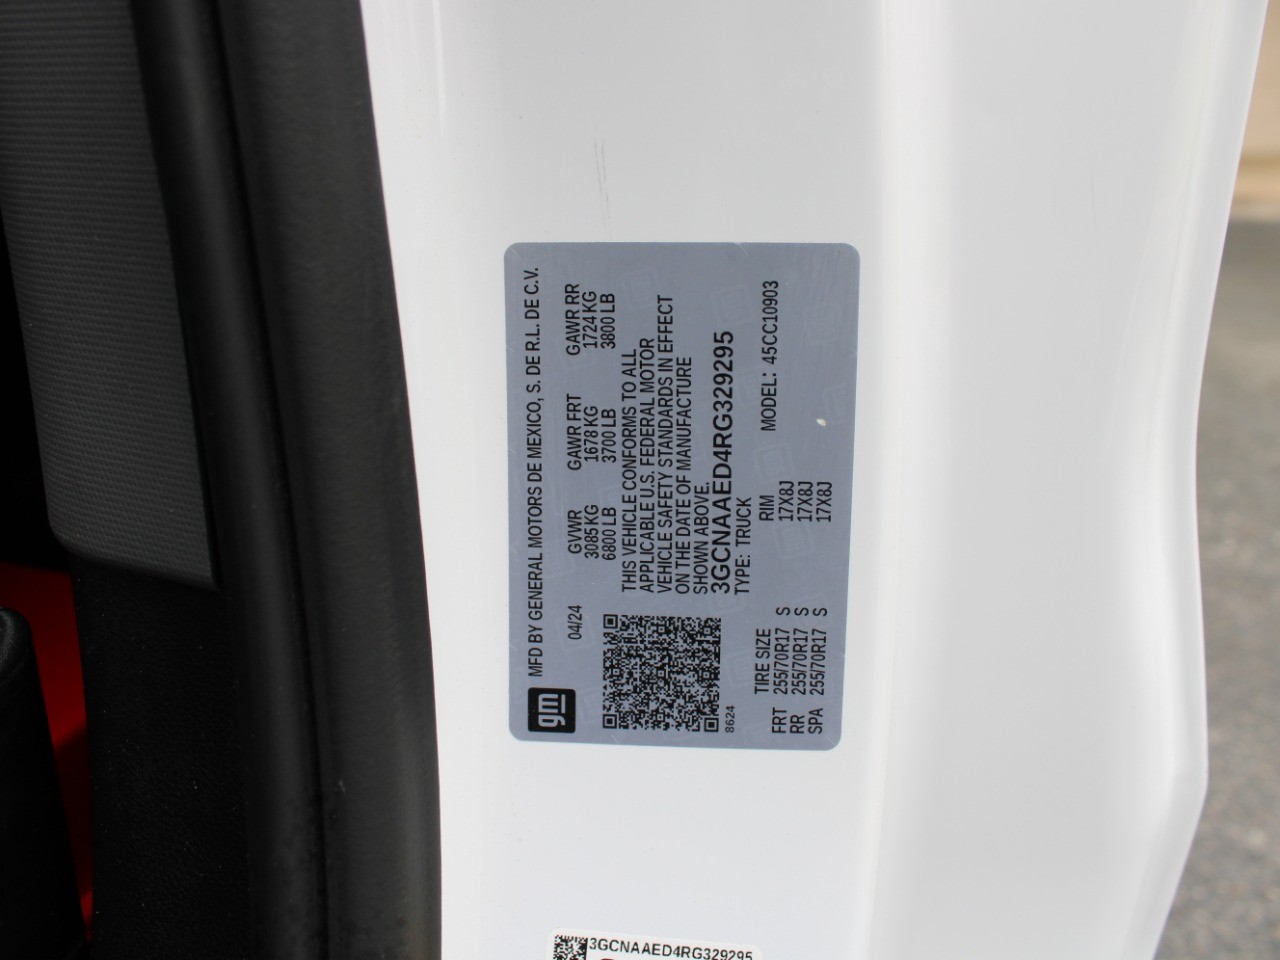 gm
MFD BY GENERAL MOTORS DE MEXICO, S. DE R.L. DE C.V.
04/24
GVWR GAWR FRT GAWR RR
3085 KG 1678 KG 1724 KG
6800 LB 3700 LB 3800 LB
THIS VEHICLE CONFORMS TO ALL
APPLICABLE U.S. FEDERAL MOTOR
VEHICLE SAFETY STANDARDS IN EFFECT
ON THE DATE OF MANUFACTURE
SHOWN ABOVE.
3GCNAAED4RG329295
8624
TYPE: TRUCK
MODEL: 45CC10903
TIRE SIZE RIM
FRT 255/70R17 S 17X8J
RR 255/70R17 S 17X8J
SPA 255/70R17 S 17X8J
3GCNAAED4RG329295